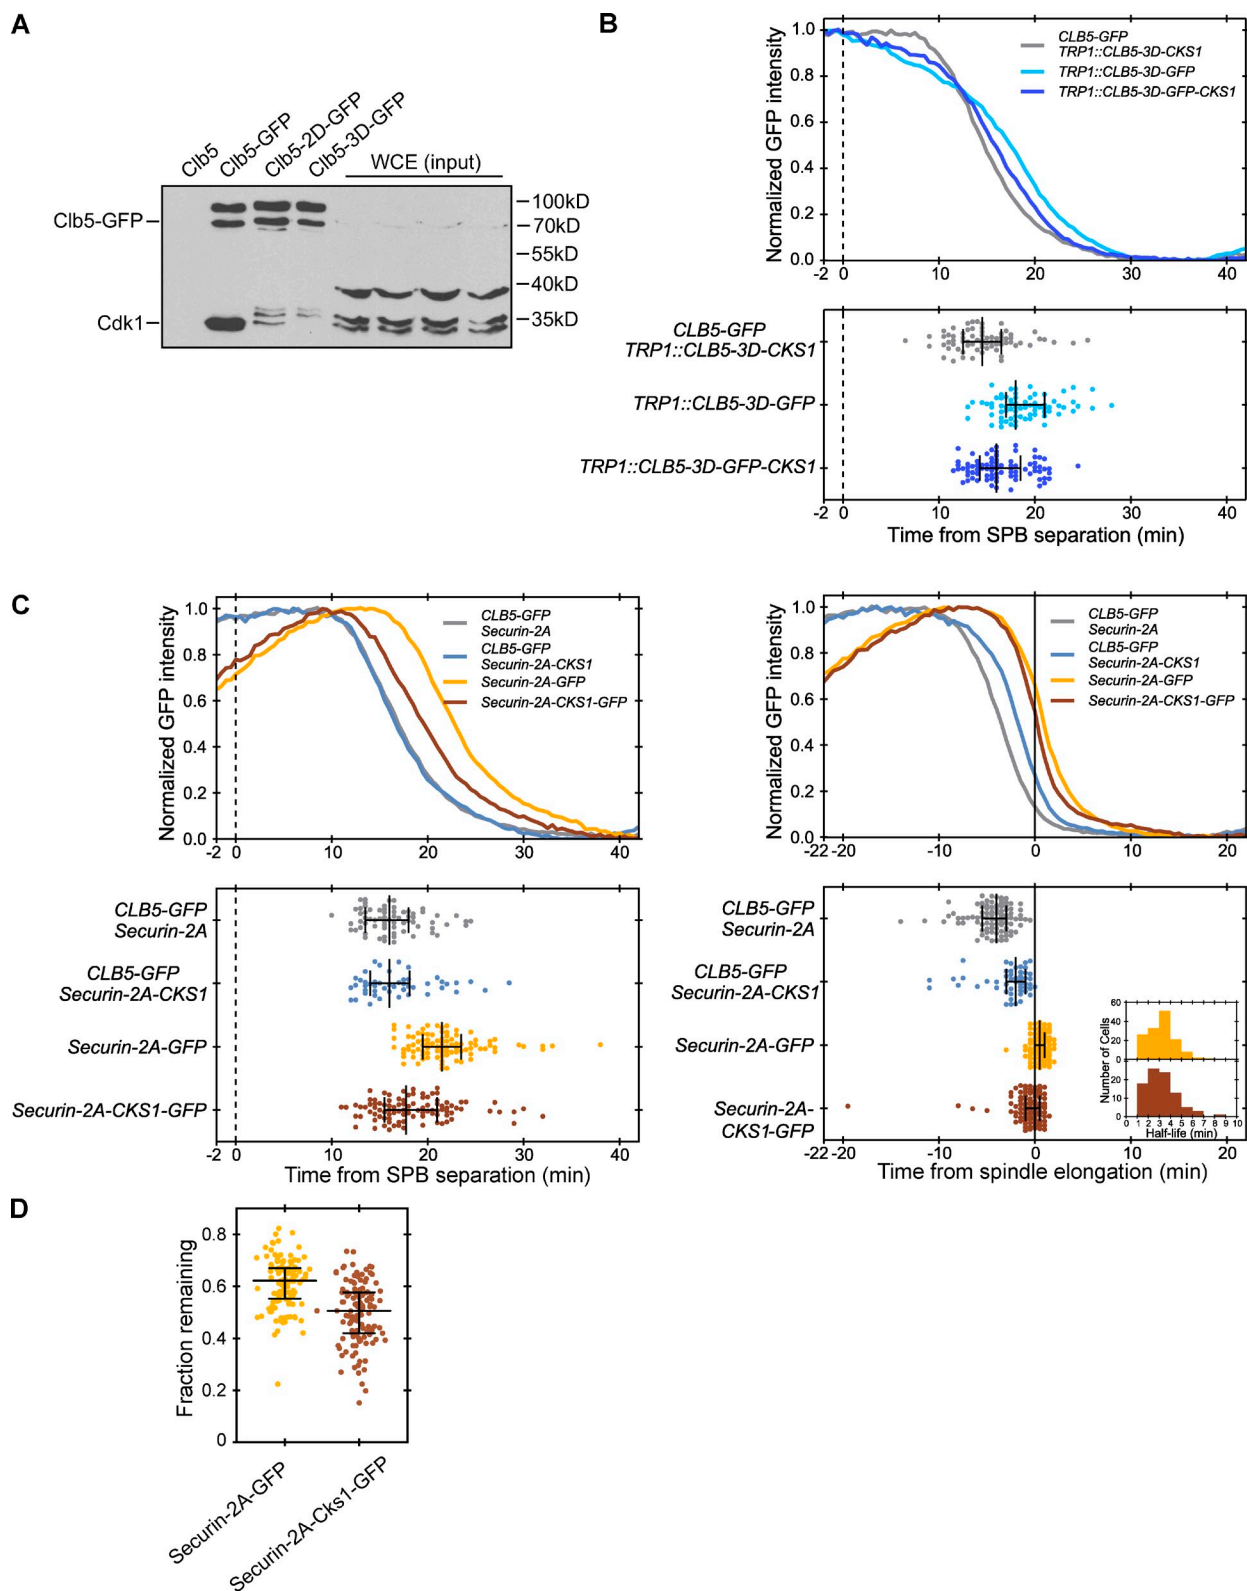 A
Clb5
Clb5-GFP
Clb5-2D-GFP
Clb5-3D-GFP
WCE (input)
Clb5-GFP
Cdk1
100kD
70kD
55kD
40kD
35kD
B
Normalized GFP intensity
1.0
0.8
0.6
0.4
0.2
0.0
-2 0 10 20 30 40
CLB5-GFP
TRP1::CLB5-3D-CKS1
TRP1::CLB5-3D-GFP
TRP1::CLB5-3D-GFP-CKS1
CLB5-GFP
TRP1::CLB5-3D-CKS1
TRP1::CLB5-3D-GFP
TRP1::CLB5-3D-GFP-CKS1
-2 0 10 20 30 40
Time from SPB separation (min)
C
Normalized GFP intensity
1.0
0.8
0.6
0.4
0.2
0.0
-2 0 10 20 30 40
CLB5-GFP
Securin-2A
CLB5-GFP
Securin-2A-CKS1
Securin-2A-GFP
Securin-2A-CKS1-GFP
CLB5-GFP
Securin-2A
CLB5-GFP
Securin-2A-CKS1
Securin-2A-GFP
Securin-2A-CKS1-GFP
-2 0 10 20 30 40
Time from SPB separation (min)
Normalized GFP intensity
1.0
0.8
0.6
0.4
0.2
0.0
-22 -20 -10 0 10 20
CLB5-GFP
Securin-2A
CLB5-GFP
Securin-2A-CKS1
Securin-2A-GFP
Securin-2A-CKS1-GFP
CLB5-GFP
Securin-2A
CLB5-GFP
Securin-2A-CKS1
Securin-2A-GFP
Securin-2A-
CKS1-GFP
Number of Cells
60
40
20
0
20
0
0 1 2 3 4 5 6 7 8 9 10
Half-life (min)
-22 -20 -10 0 10 20
Time from spindle elongation (min)
D
Fraction remaining
0.8
0.6
0.4
0.2
0
Securin-2A-GFP
Securin-2A-Cks1-GFP